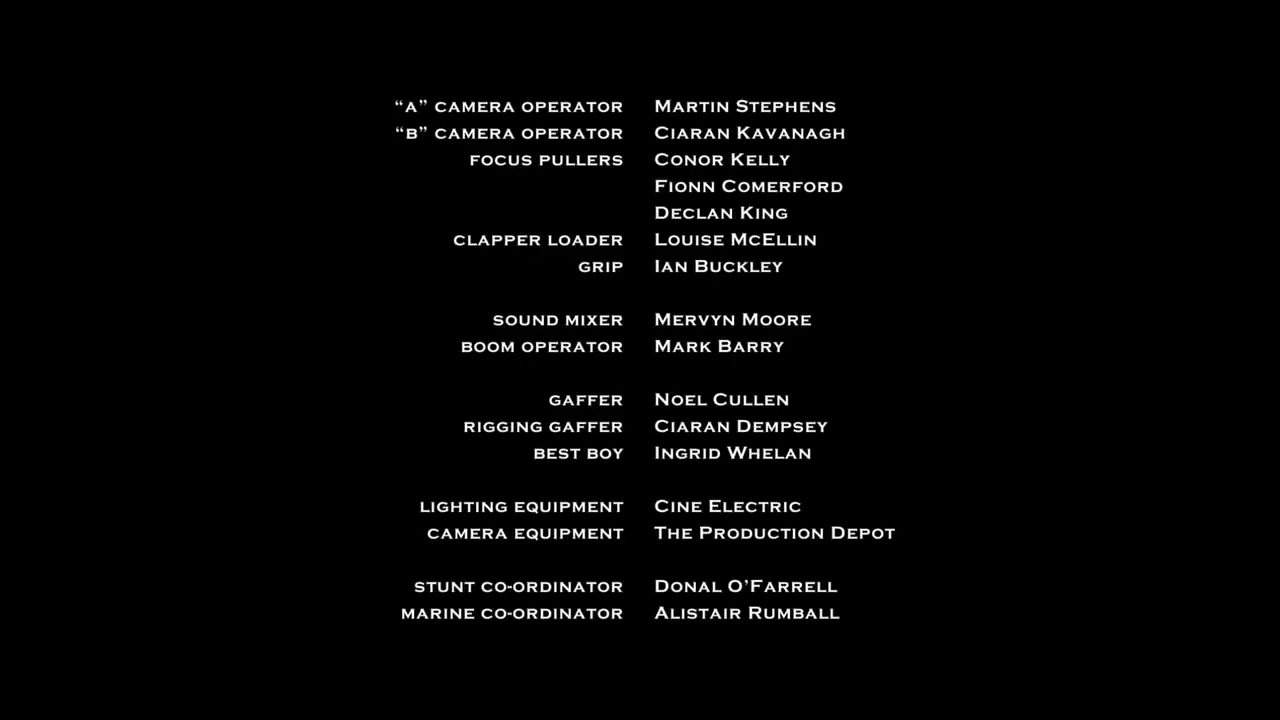 “A” CAMERA OPERATOR MARTIN STEPHENS
“B” CAMERA OPERATOR CIARAN KAVANAGH
FOCUS PULLERS CONOR KELLY
FIONN COMERFORD
DECLAN KING
CLAPPER LOADER LOUISE MCELLIN
GRIP IAN BUCKLEY
SOUND MIXER MERVYN MOORE
BOOM OPERATOR MARK BARRY
GAFFER NOEL CULLEN
RIGGING GAFFER CIARAN DEMPSEY
BEST BOY INGRID WHELAN
LIGHTING EQUIPMENT CINE ELECTRIC
CAMERA EQUIPMENT THE PRODUCTION DEPOT
STUNT CO-ORDINATOR DONAL O’FARRELL
MARINE CO-ORDINATOR ALISTAIR RUMBALL